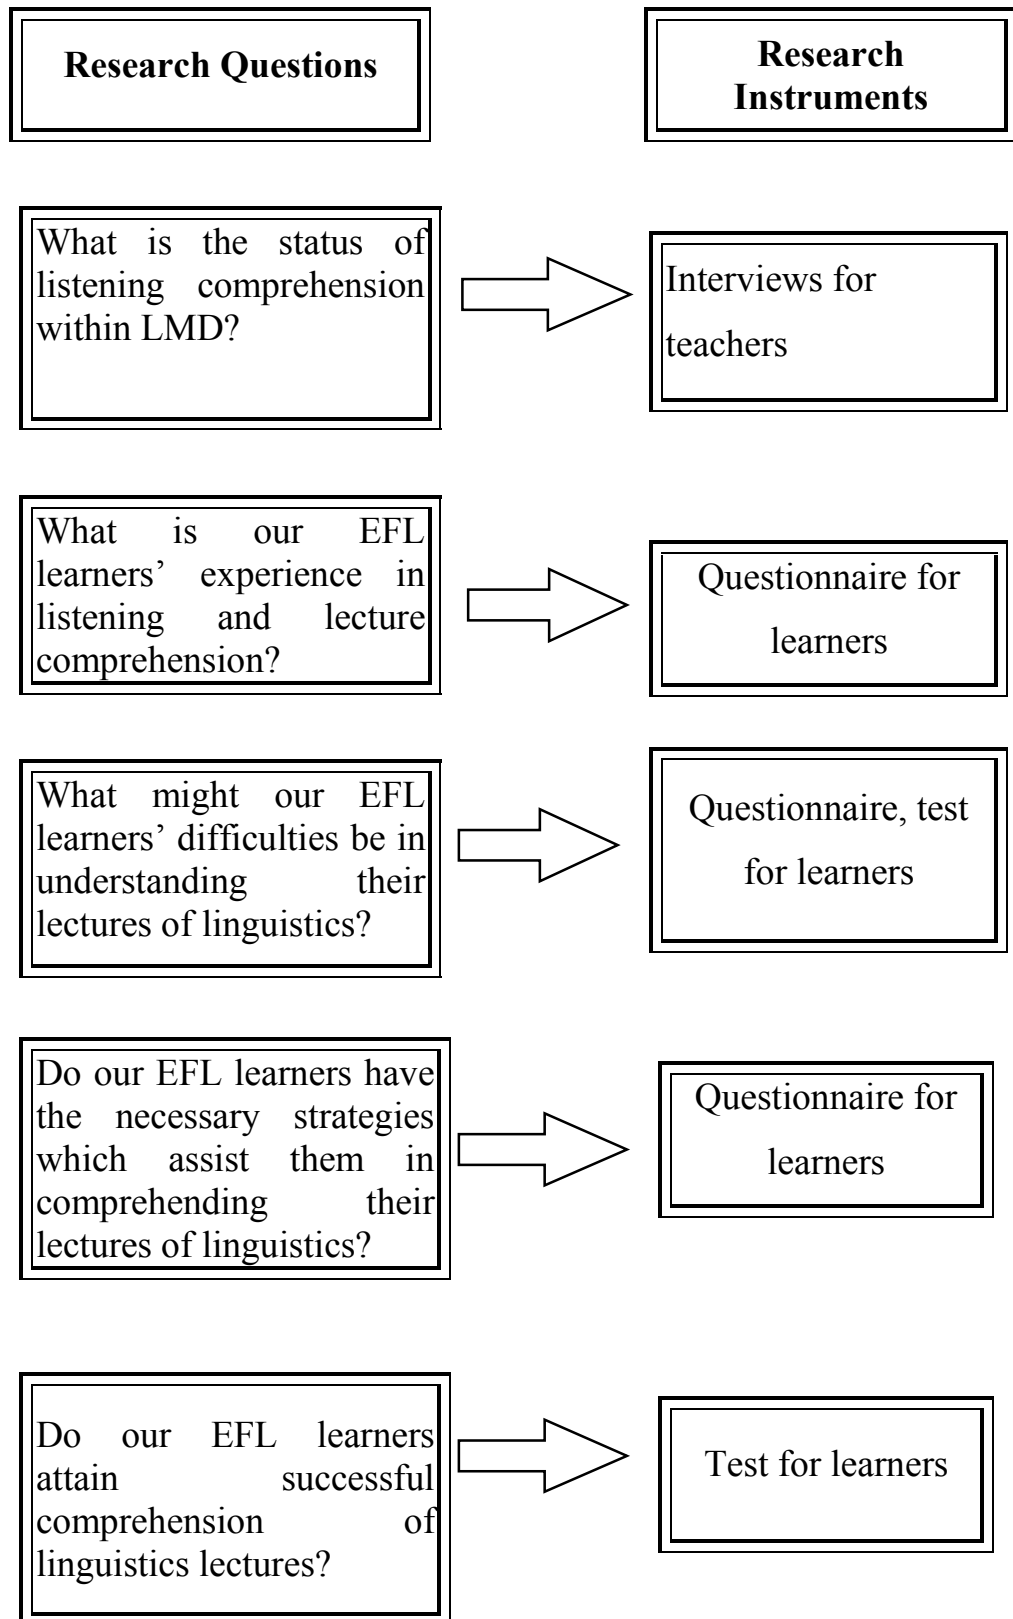 Research Questions
Research
Instruments
What is the status of
listening comprehension
within LMD?
Interviews for
teachers
What is our EFL
learners’ experience in
listening and lecture
comprehension?
Questionnaire for
learners
What might our EFL
learners’ difficulties be in
understanding their
lectures of linguistics?
Questionnaire, test
for learners
Do our EFL learners have
the necessary strategies
which assist them in
comprehending their
lectures of linguistics?
Questionnaire for
learners
Do our EFL learners
attain successful
comprehension of
linguistics lectures?
Test for learners